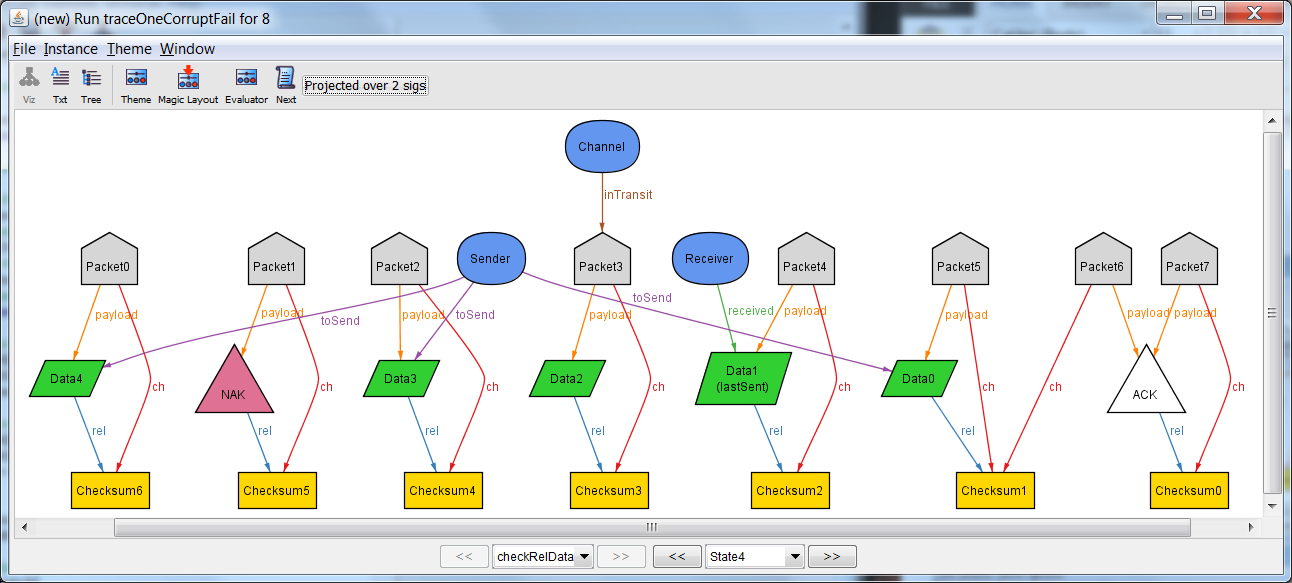 (new) Run traceOneCorruptFail for 8
File Instance Theme Window
Viz Txt Tree Theme Magic Layout Evaluator Next Projected over 2 sigs
Channel
inTransit
Packet0 Packet1 Packet2 Sender Packet3 Receiver Packet4 Packet5 Packet6 Packet7
toSend
payload toSend payload payload toSend payload received payload payload payload payload
Data4 NAK Data3 Data2 Data1 (lastSent) Data0 ACK
ch ch ch ch ch ch ch ch
rel rel rel rel rel rel rel
Checksum6 Checksum5 Checksum4 Checksum3 Checksum2 Checksum1 Checksum0
<< checkRelData >> << State4 >>